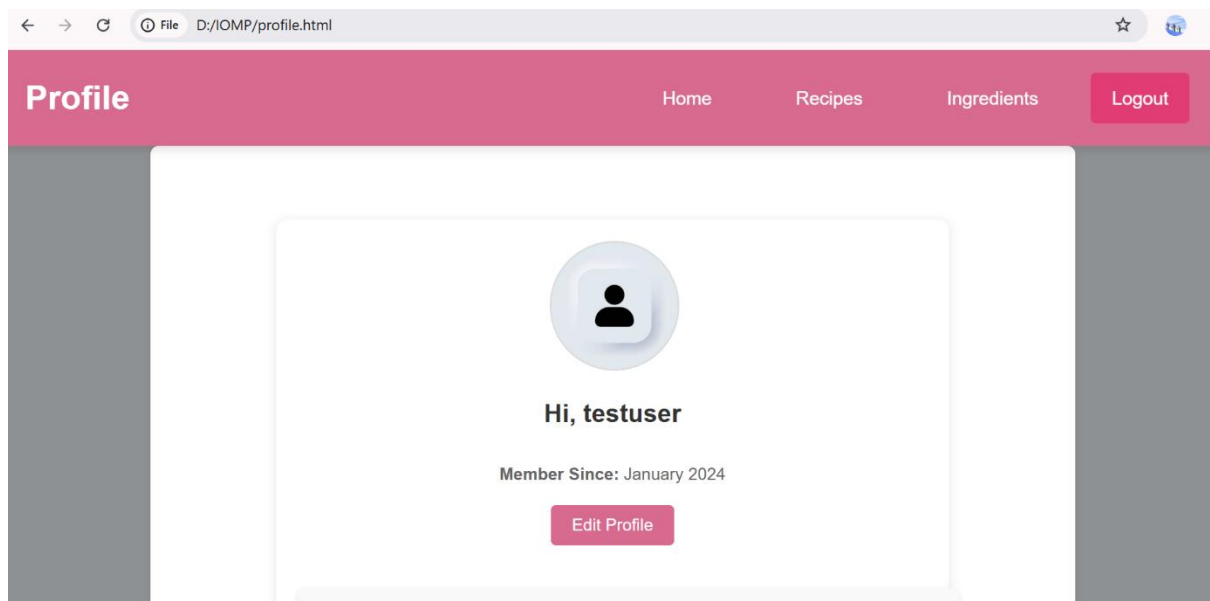 File D:/IOMP/profile.html
Profile Home Recipes Ingredients Logout
Hi, testuser
Member Since: January 2024
Edit Profile